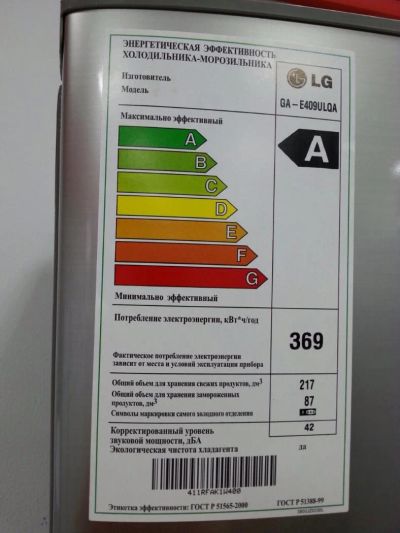 ЭНЕРГЕТИЧЕСКАЯ ЭФФЕКТИВНОСТЬ
ХОЛОДИЛЬНИКА-МОРОЗИЛЬНИКА
Изготовитель
LG
Модель
GA – E409ULQA
Максимально эффективный
A
A
B
C
D
E
F
G
Минимально эффективный
Потребление электроэнергии, кВт*ч/год
369
Фактическое потребление электроэнергии
зависит от места и условий эксплуатации прибора
Общий объем для хранения свежих продуктов, дм³ 217
Общий объем для хранения замороженных
продуктов, дм³ 87
Символы маркировки самого холодного отделения
Корректированный уровень 42
звуковой мощности, дБА
Экологическая чистота хладагента да
411RFAK1W400
Этикетка эффективности: ГОСТ Р 51565-2000 ГОСТ Р 51388-99